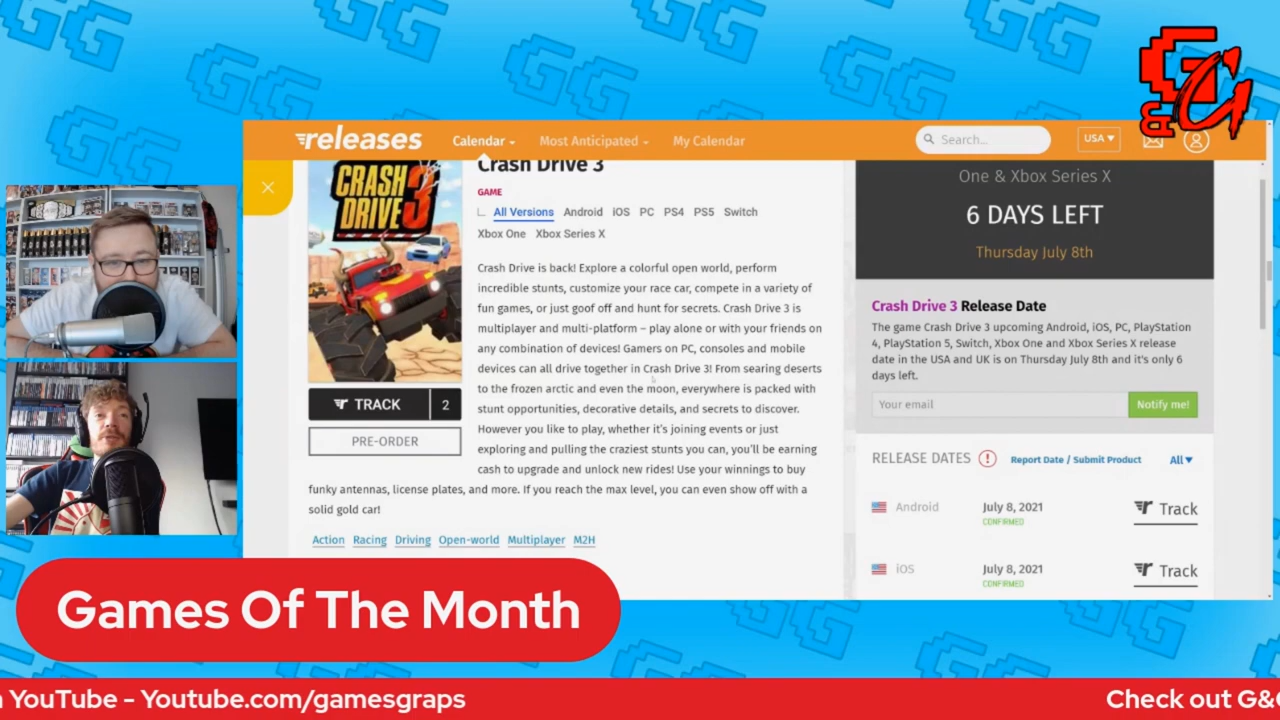 releases
Calendar
Most Anticipated
My Calendar
Search...
USA
Crash Drive 3
GAME
All Versions Android iOS PC PS4 PS5 Switch
Xbox One Xbox Series X
CRASH
DRIVE
3
TRACK 2
PRE-ORDER
Crash Drive is back! Explore a colorful open world, perform
incredible stunts, customize your race car, compete in a variety of
fun games, or just goof off and hunt for secrets. Crash Drive 3 is
multiplayer and multi-platform – play alone or with your friends on
any combination of devices! Gamers on PC, consoles and mobile
devices can all drive together in Crash Drive 3! From searing deserts
to the frozen arctic and even the moon, everywhere is packed with
stunt opportunities, decorative details, and secrets to discover.
However you like to play, whether it's joining events or just
exploring and pulling the craziest stunts you can, you'll be earning
cash to upgrade and unlock new rides! Use your winnings to buy
funky antennas, license plates, and more. If you reach the max level, you can even show off with a
solid gold car!
Action Racing Driving Open-world Multiplayer M2H
One & Xbox Series X
6 DAYS LEFT
Thursday July 8th
Crash Drive 3 Release Date
The game Crash Drive 3 upcoming Android, iOS, PC, PlayStation
4, PlayStation 5, Switch, Xbox One and Xbox Series X release
date in the USA and UK is on Thursday July 8th and it's only 6
days left.
Your email
Notify me!
RELEASE DATES Report Date / Submit Product All
Android July 8, 2021 Track
CONFIRMED
iOS July 8, 2021 Track
CONFIRMED
G&G
Games Of The Month
YouTube - Youtube.com/gamesgraps
Check out G&